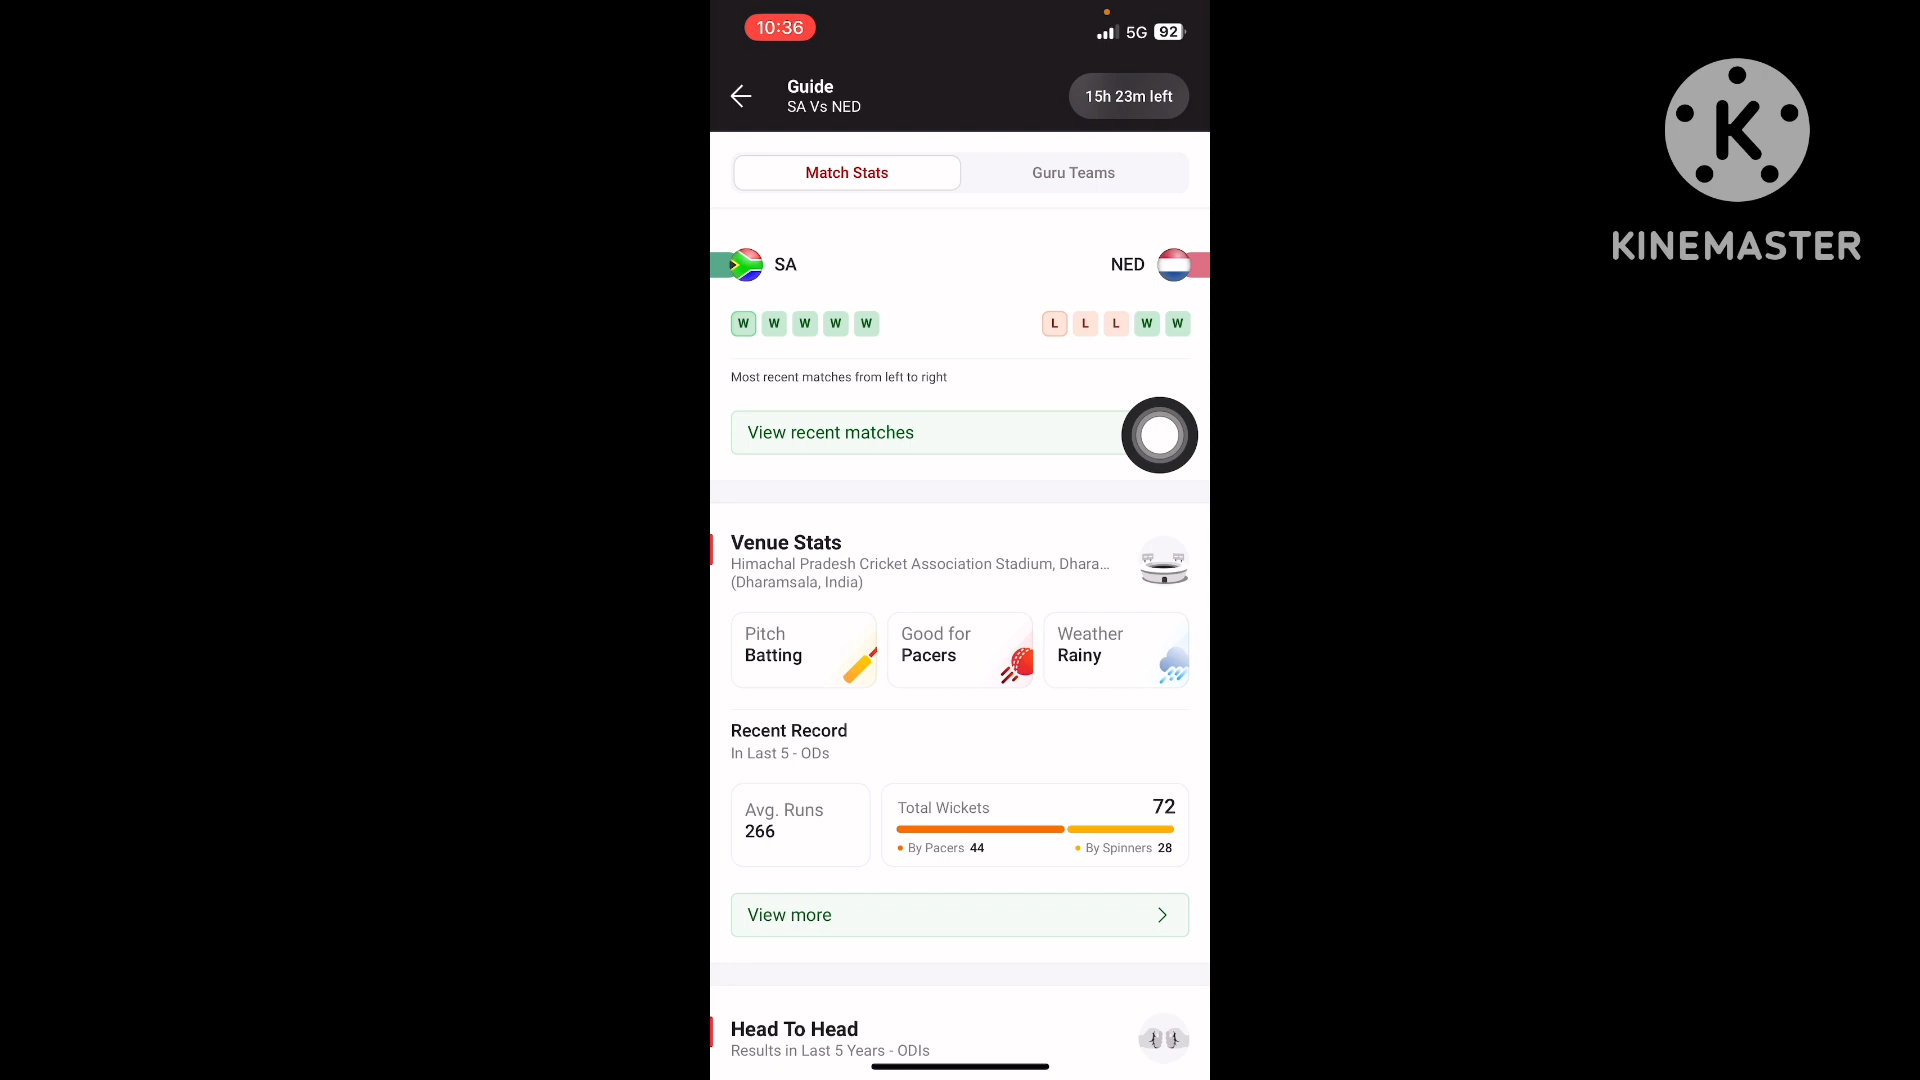 10:36
5G 92
Guide
SA Vs NED
15h 23m left
Match Stats
Guru Teams
SA
NED
W W W W W
L L L W W
Most recent matches from left to right
View recent matches
Venue Stats
Himachal Pradesh Cricket Association Stadium, Dhara...
(Dharamsala, India)
Pitch
Batting
Good for
Pacers
Weather
Rainy
Recent Record
In Last 5 - ODs
Avg. Runs
266
Total Wickets 72
By Pacers 44
By Spinners 28
View more
Head To Head
Results in Last 5 Years - ODIs
K
KINEMASTER